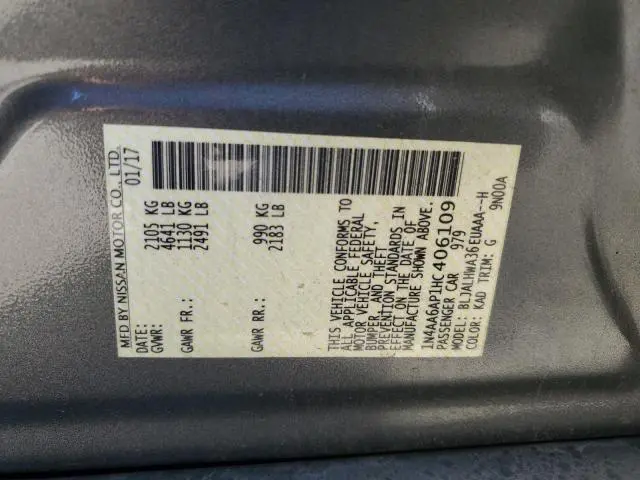 MFD BY NISSAN MOTOR CO., LTD.
DATE: 01/17
GVWR: 2105 KG
4641 LB
GAWR FR.: 1130 KG
2491 LB
GAWR RR.: 990 KG
2183 LB
THIS VEHICLE CONFORMS TO
ALL APPLICABLE FEDERAL
MOTOR VEHICLE SAFETY,
BUMPER, AND THEFT
PREVENTION STANDARDS IN
EFFECT ON THE DATE OF
MANUFACTURE SHOWN ABOVE.
1N4AA6AP1HC406109
PASSENGER CAR 979
MODEL: BLJALHWA36EUAAA--H
COLOR: KAD TRIM: G 9N00A